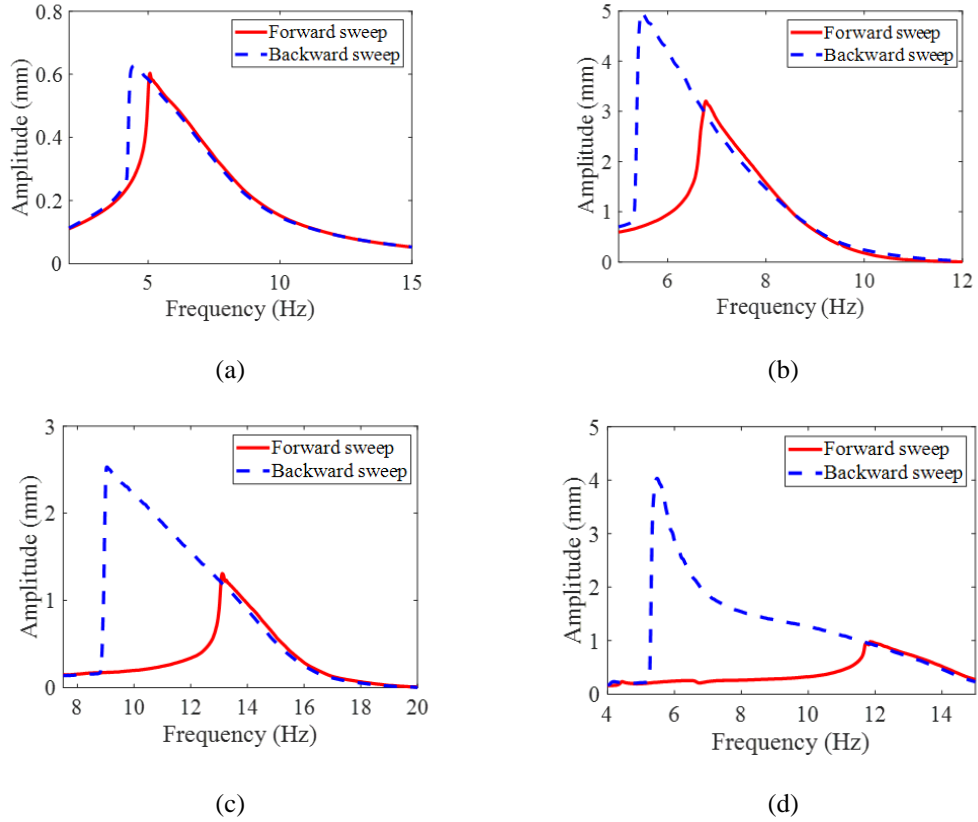 0.8
Forward sweep
Backward sweep
0.6
0.4
0.2
0
5
10
15
Amplitude (mm)
Frequency (Hz)
(a)
5
Forward sweep
Backward sweep
4
3
2
1
0
6
8
10
12
Amplitude (mm)
Frequency (Hz)
(b)
3
Forward sweep
Backward sweep
2
1
0
8
10
12
14
16
18
20
Amplitude (mm)
Frequency (Hz)
(c)
5
Forward sweep
Backward sweep
4
3
2
1
0
4
6
8
10
12
14
Amplitude (mm)
Frequency (Hz)
(d)